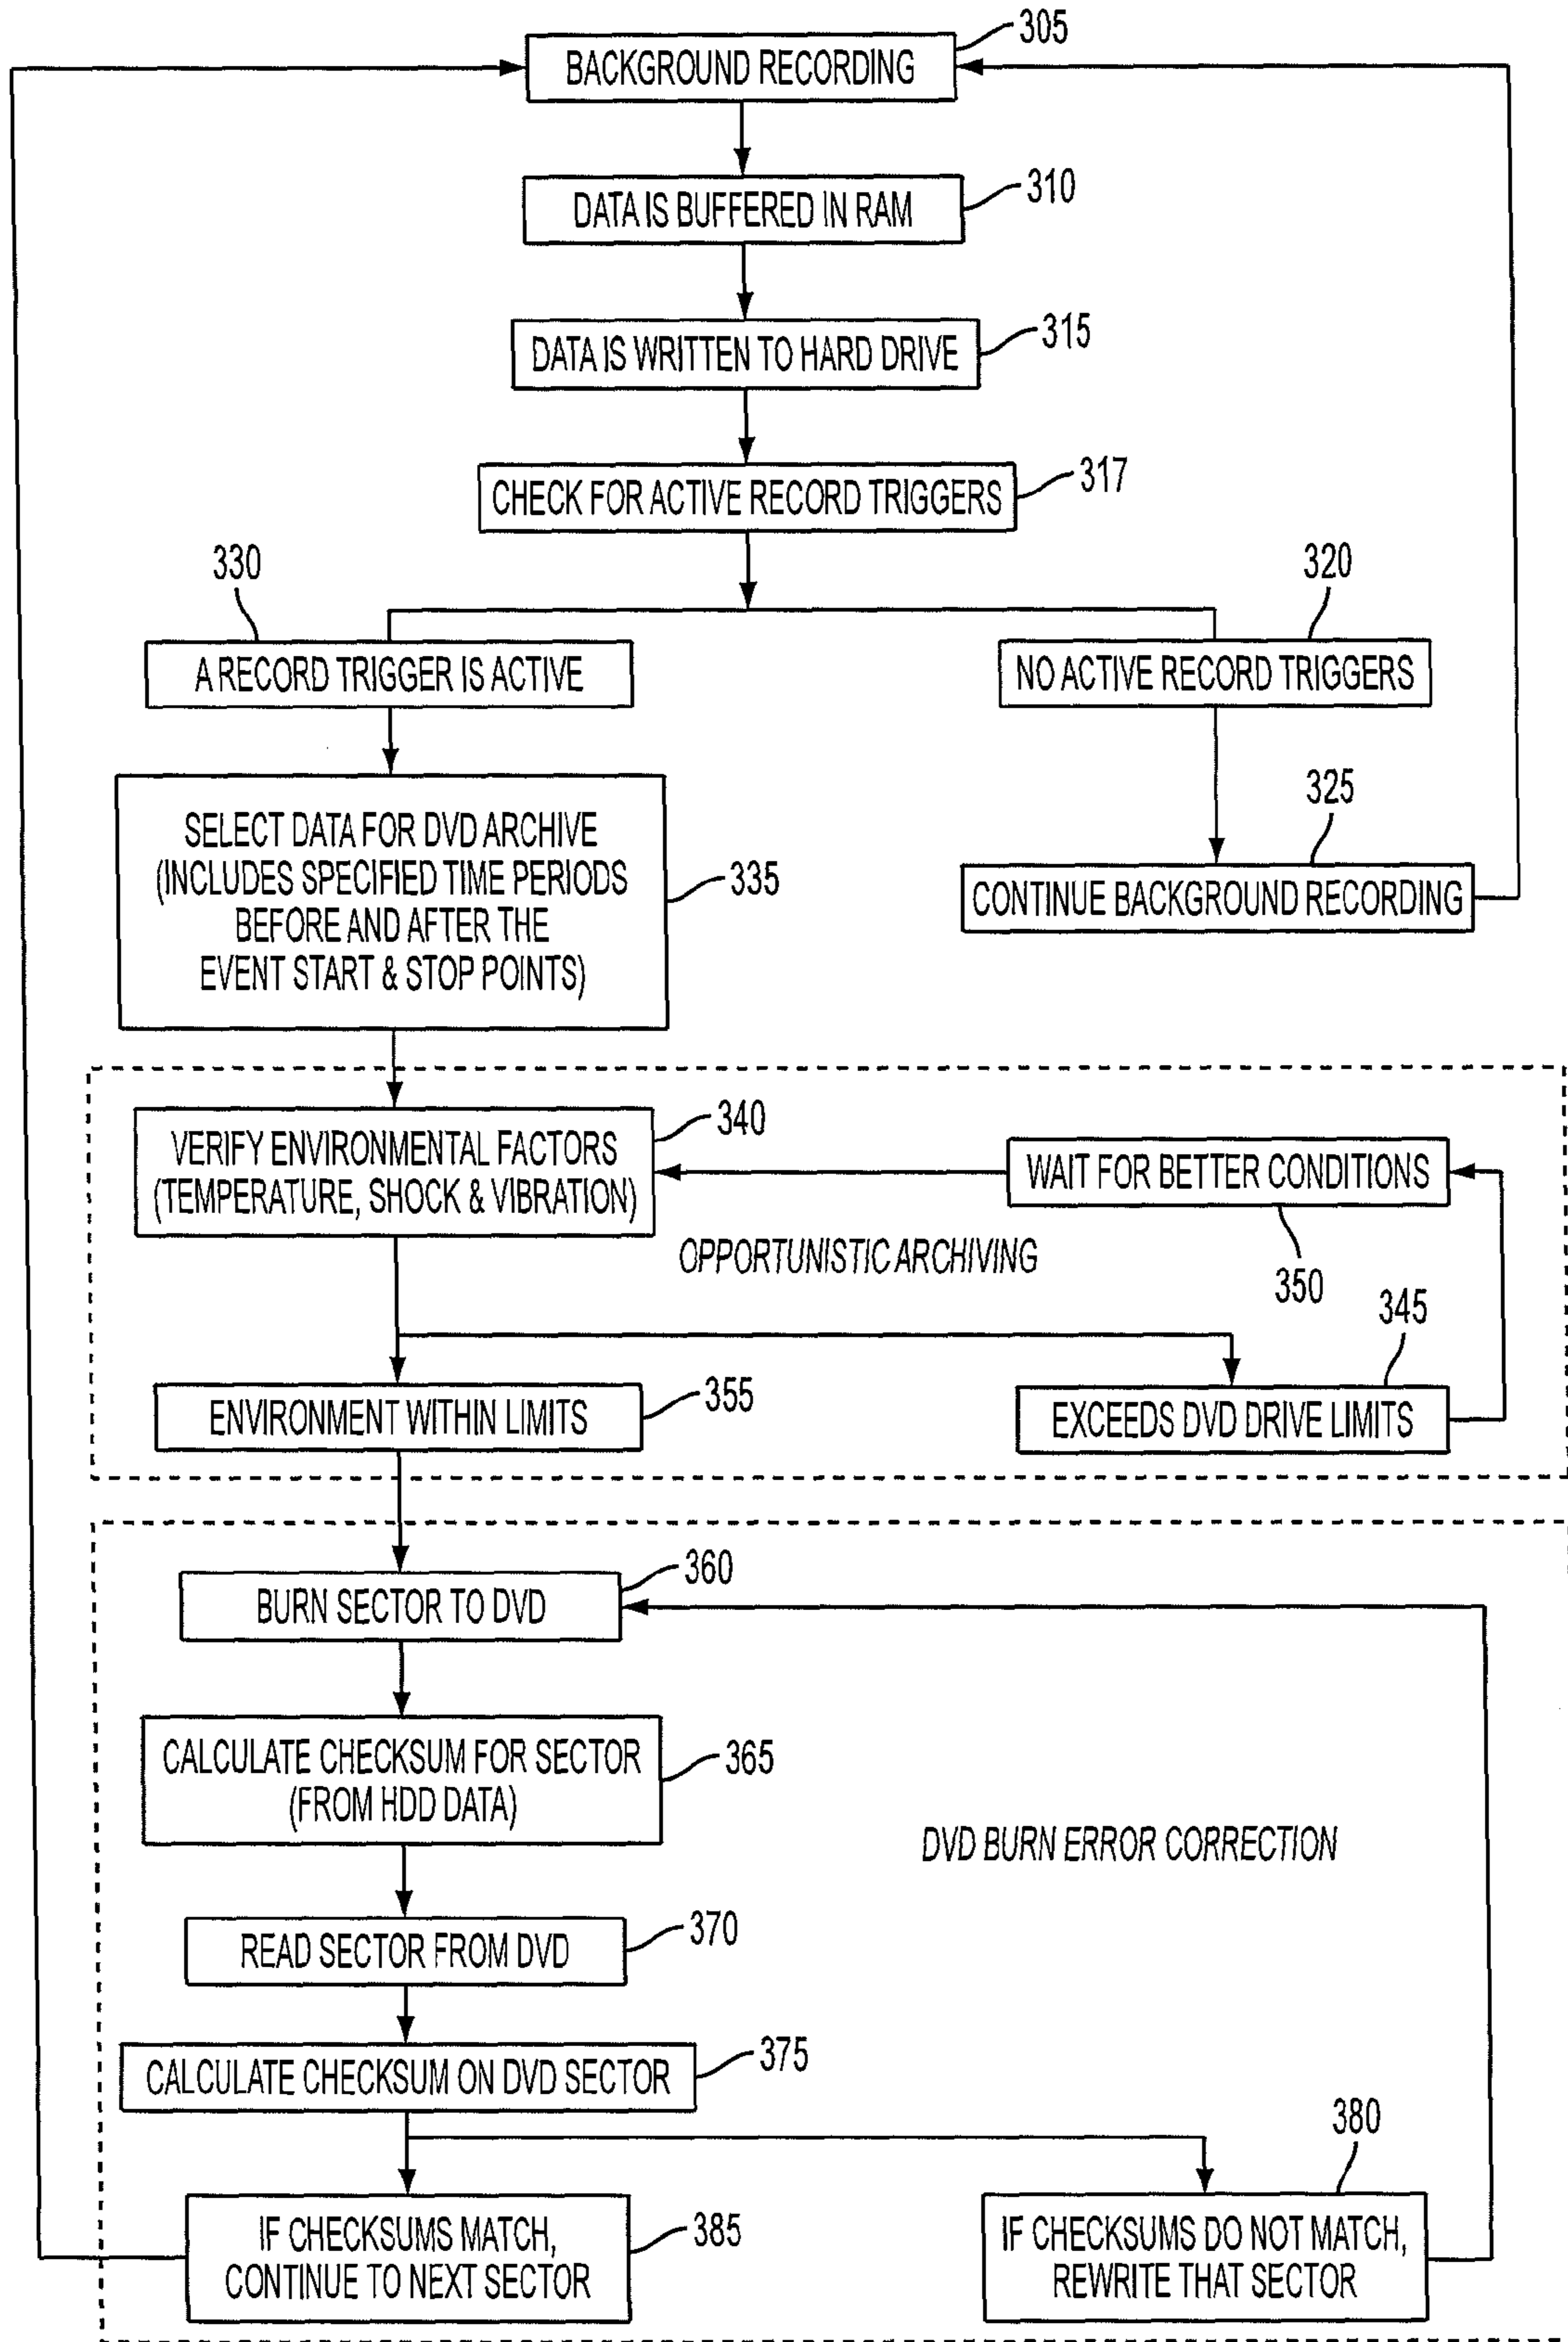 305
BACKGROUND RECORDING
310
DATA IS BUFFERED IN RAM
315
DATA IS WRITTEN TO HARD DRIVE
317
CHECK FOR ACTIVE RECORD TRIGGERS
330
320
A RECORD TRIGGER IS ACTIVE
NO ACTIVE RECORD TRIGGERS
325
SELECT DATA FOR DVD ARCHIVE
(INCLUDES SPECIFIED TIME PERIODS
BEFORE AND AFTER THE
EVENT START & STOP POINTS)
335
CONTINUE BACKGROUND RECORDING
340
VERIFY ENVIRONMENTAL FACTORS
(TEMPERATURE, SHOCK & VIBRATION)
WAIT FOR BETTER CONDITIONS
OPPORTUNISTIC ARCHIVING
350
345
ENVIRONMENT WITHIN LIMITS
355
EXCEEDS DVD DRIVE LIMITS
360
BURN SECTOR TO DVD
CALCULATE CHECKSUM FOR SECTOR
(FROM HDD DATA)
365
DVD BURN ERROR CORRECTION
READ SECTOR FROM DVD
370
CALCULATE CHECKSUM ON DVD SECTOR
375
380
IF CHECKSUMS MATCH,
CONTINUE TO NEXT SECTOR
385
IF CHECKSUMS DO NOT MATCH,
REWRITE THAT SECTOR